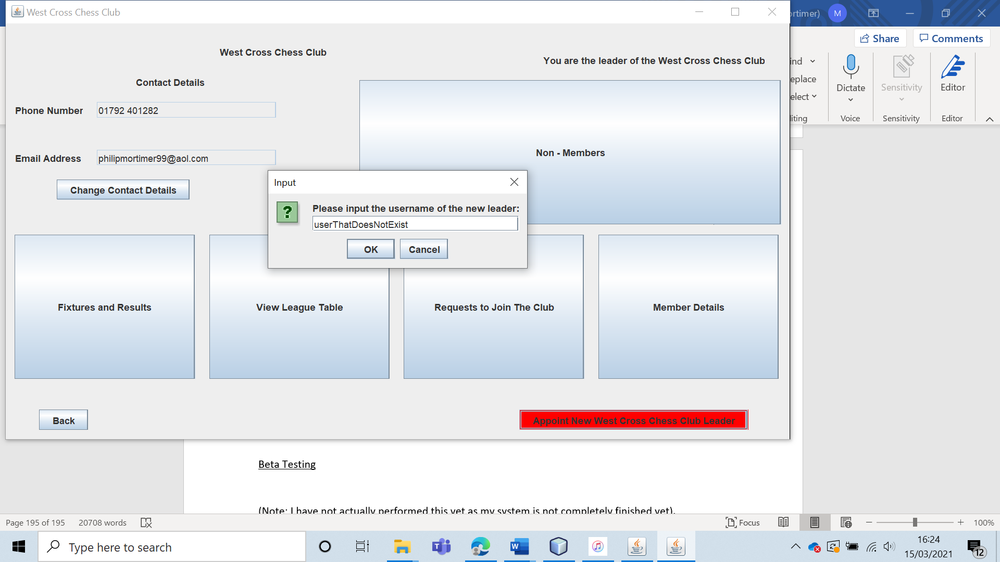 West Cross Chess Club
ortimer)
M
Share
Comments
West Cross Chess Club
You are the leader of the West Cross Chess Club
Contact Details
Phone Number
01792 401282
Email Address
philipmortimer99@aol.com
Change Contact Details
Non - Members
ind
eplace
elect
iting
Dictate
Voice
Sensitivity
Sensitivity
Editor
Editor
Input
Please input the username of the new leader:
userThatDoesNotExist
OK
Cancel
Fixtures and Results
View League Table
Requests to Join The Club
Member Details
Back
Appoint New West Cross Chess Club Leader
Beta Testing
(Note: I have not actually performed this yet as my system is not completely finished yet).
Page 195 of 195
20708 words
Focus
100%
Type here to search
16:24
15/03/2021
12